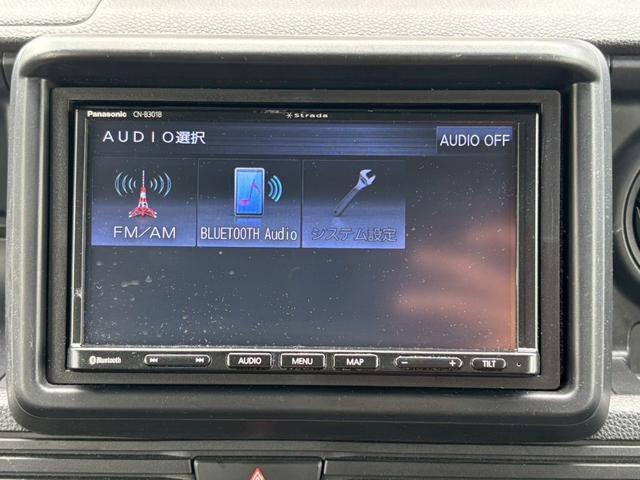 Panasonic CN-B301B
Strada
AUDIO選択
AUDIO OFF
FM/AM
BLUETOOTH Audio
システム設定
Bluetooth
AUDIO
MENU
MAP
− +
TILT